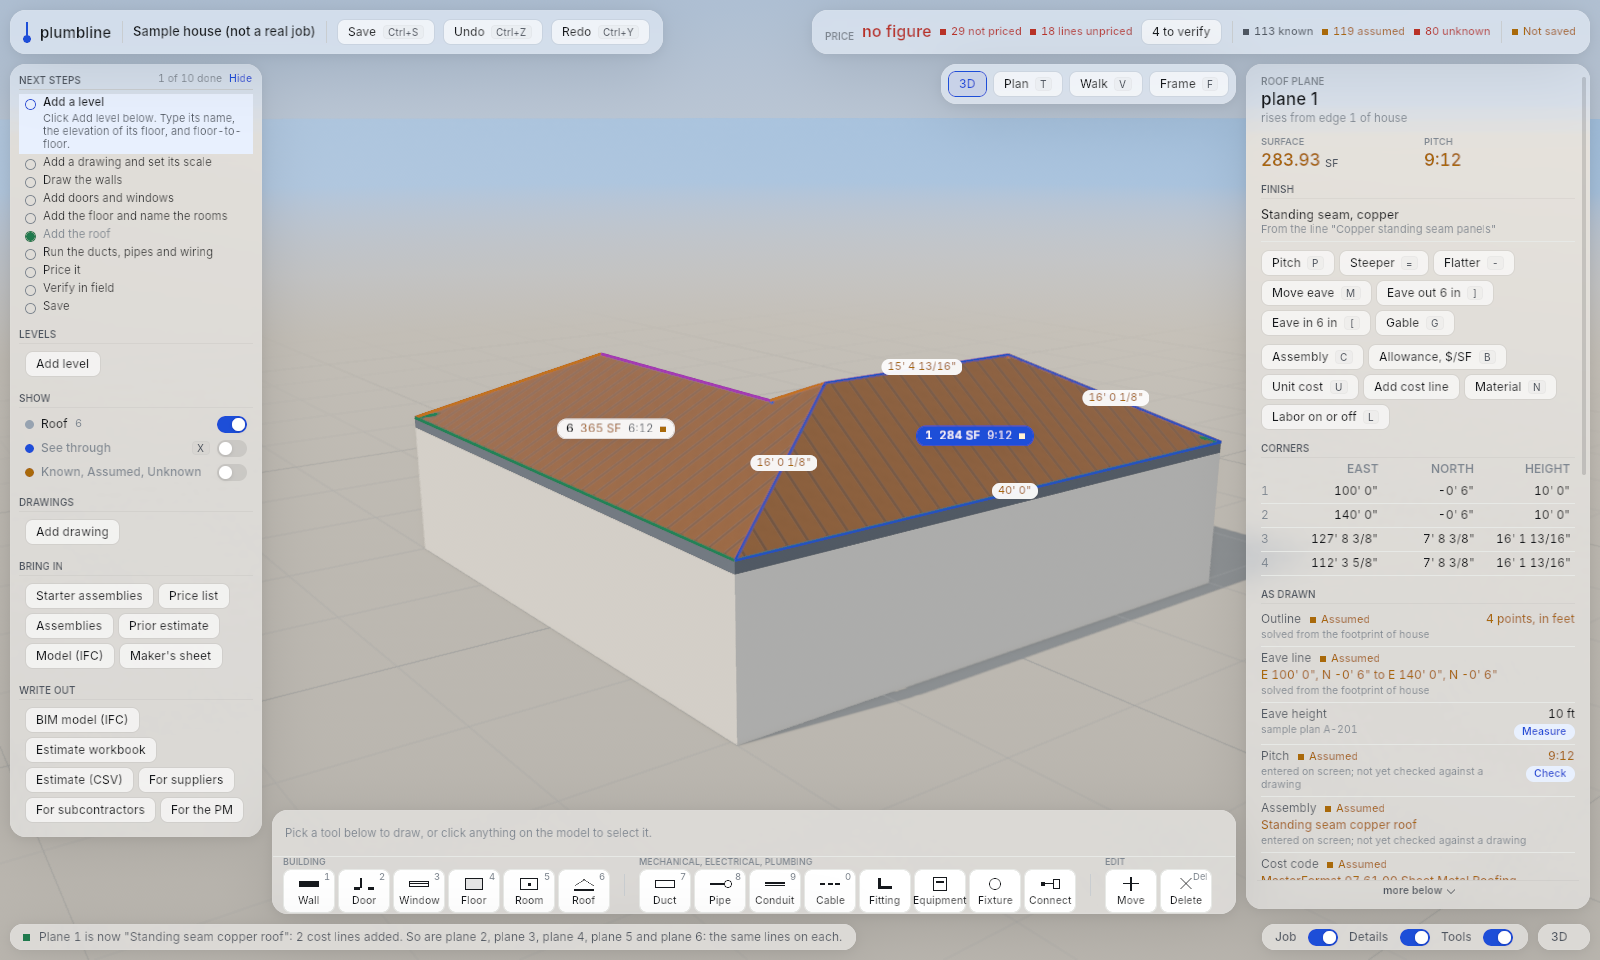 plumbline
Sample house (not a real job)
Save Ctrl+S
Undo Ctrl+Z
Redo Ctrl+Y
PRICE no figure
29 not priced
18 lines unpriced
4 to verify
113 known
119 assumed
80 unknown
Not saved
3D
Plan T
Walk V
Frame F
NEXT STEPS 1 of 10 done Hide
Add a level
Click Add level below. Type its name,
the elevation of its floor, and floor-to-
floor.
Add a drawing and set its scale
Draw the walls
Add doors and windows
Add the floor and name the rooms
Add the roof
Run the ducts, pipes and wiring
Price it
Verify in field
Save
LEVELS
Add level
SHOW
Roof 6
See through X
Known, Assumed, Unknown
DRAWINGS
Add drawing
BRING IN
Starter assemblies Price list
Assemblies Prior estimate
Model (IFC) Maker's sheet
WRITE OUT
BIM model (IFC)
Estimate workbook
Estimate (CSV) For suppliers
For subcontractors For the PM
15' 4 13/16"
16' 0 1/8"
6 365 SF 6:12
1 284 SF 9:12
16' 0 1/8"
40' 0"
ROOF PLANE
plane 1
rises from edge 1 of house
SURFACE PITCH
283.93 SF 9:12
FINISH
Standing seam, copper
From the line "Copper standing seam panels"
Pitch P Steeper = Flatter -
Move eave M Eave out 6 in ]
Eave in 6 in [ Gable G
Assembly C Allowance, $/SF B
Unit cost U Add cost line Material N
Labor on or off L
CORNERS
EAST NORTH HEIGHT
1 100' 0" -0' 6" 10' 0"
2 140' 0" -0' 6" 10' 0"
3 127' 8 3/8" 7' 8 3/8" 16' 1 13/16"
4 112' 3 5/8" 7' 8 3/8" 16' 1 13/16"
AS DRAWN
Outline Assumed 4 points, in feet
solved from the footprint of house
Eave line Assumed
E 100' 0", N -0' 6" to E 140' 0", N -0' 6"
solved from the footprint of house
Eave height 10 ft
sample plan A-201 Measure
Pitch Assumed 9:12
entered on screen; not yet checked against a
drawing
Check
Assembly Assumed
Standing seam copper roof
entered on screen; not yet checked against a drawing
Cost code Assumed
MasterFormat 07 61 00 Sheet Metal Roofing
more below
Pick a tool below to draw, or click anything on the model to select it.
BUILDING MECHANICAL, ELECTRICAL, PLUMBING EDIT
1 2 3 4 5 6 7 8 9 0 Del
Wall Door Window Floor Room Roof Duct Pipe Conduit Cable Fitting Equipment Fixture Connect Move Delete
Plane 1 is now "Standing seam copper roof": 2 cost lines added. So are plane 2, plane 3, plane 4, plane 5 and plane 6: the same lines on each.
Job Details Tools 3D